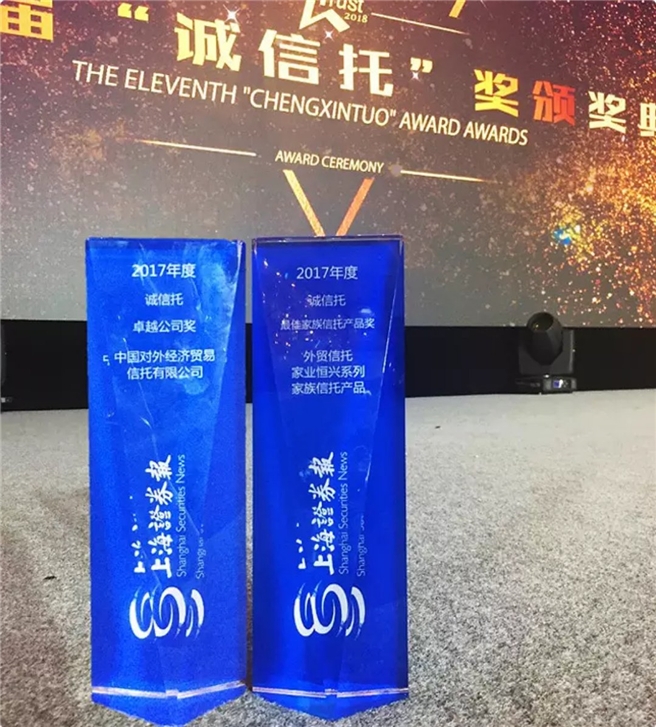 Trust
2018
届“诚信托”奖颁奖典
THE ELEVENTH "CHENGXINTUO" AWARD AWARDS
AWARD CEREMONY
2017年度
诚信托
卓越公司奖
中国对外经济贸易
信托有限公司
上海證券報
Shanghai Securities News
2017年度
诚信托
最佳家族信托产品奖
外贸信托
家业恒兴系列
家族信托产品
上海證券報
Shanghai Securities News